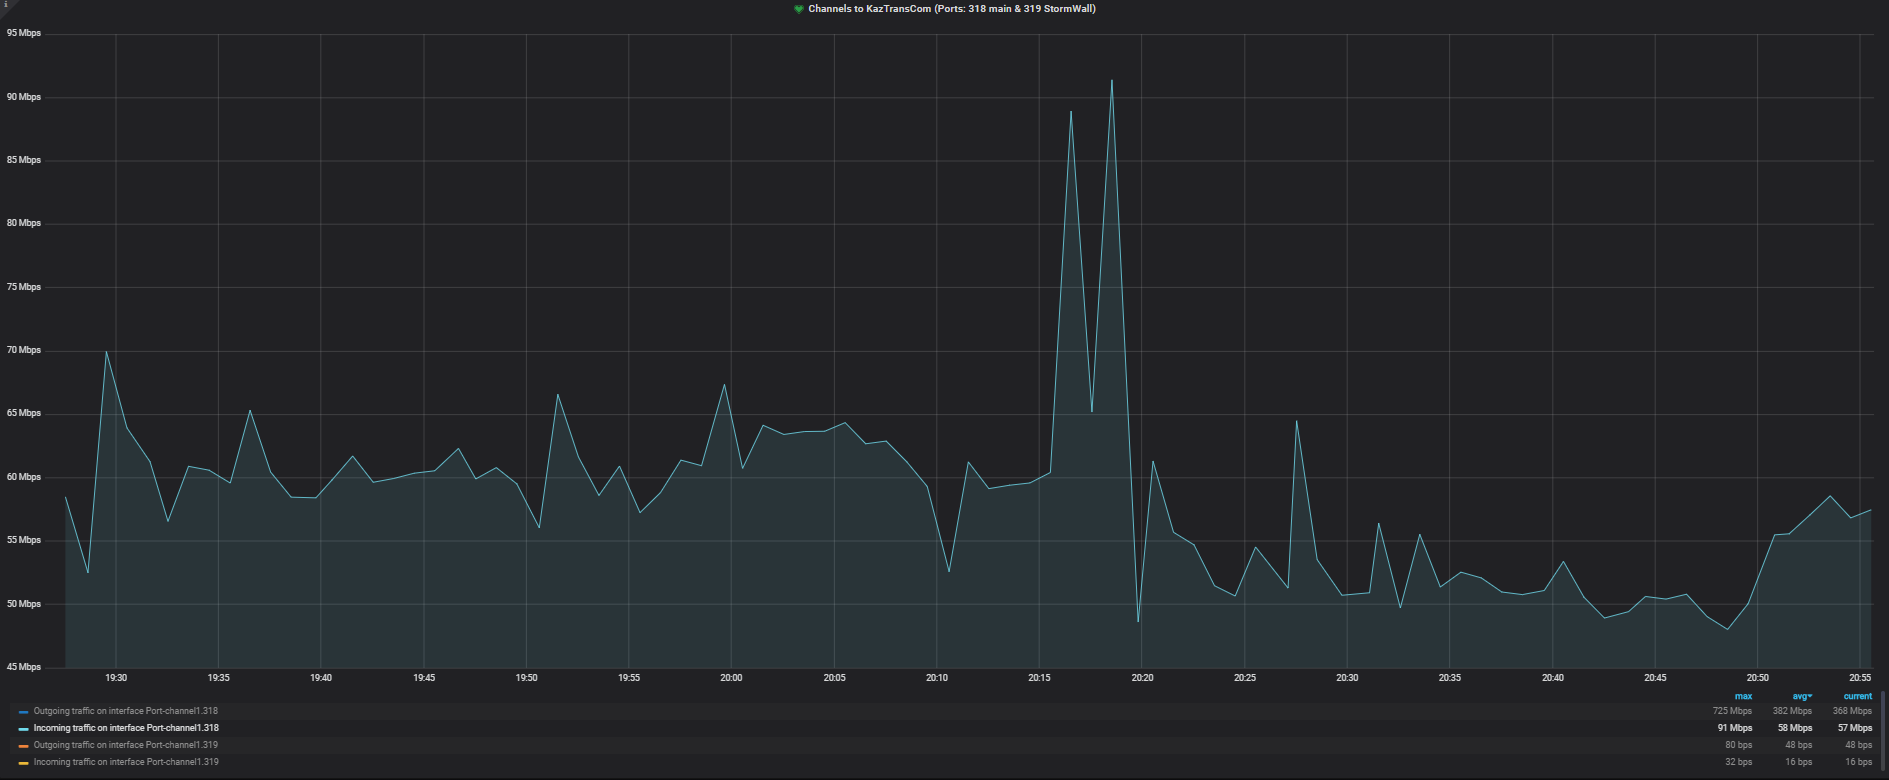 i
Channels to KazTransCom (Ports: 318 main & 319 StormWall)
95 Mbps
90 Mbps
85 Mbps
80 Mbps
75 Mbps
70 Mbps
65 Mbps
60 Mbps
55 Mbps
50 Mbps
45 Mbps
19:30 19:35 19:40 19:45 19:50 19:55 20:00 20:05 20:10 20:15 20:20 20:25 20:30 20:35 20:40 20:45 20:50 20:55
max avg current
Outgoing traffic on interface Port-channel1.318 725 Mbps 382 Mbps 368 Mbps
Incoming traffic on interface Port-channel1.318 91 Mbps 58 Mbps 57 Mbps
Outgoing traffic on interface Port-channel1.319 80 bps 48 bps 48 bps
Incoming traffic on interface Port-channel1.319 32 bps 16 bps 16 bps